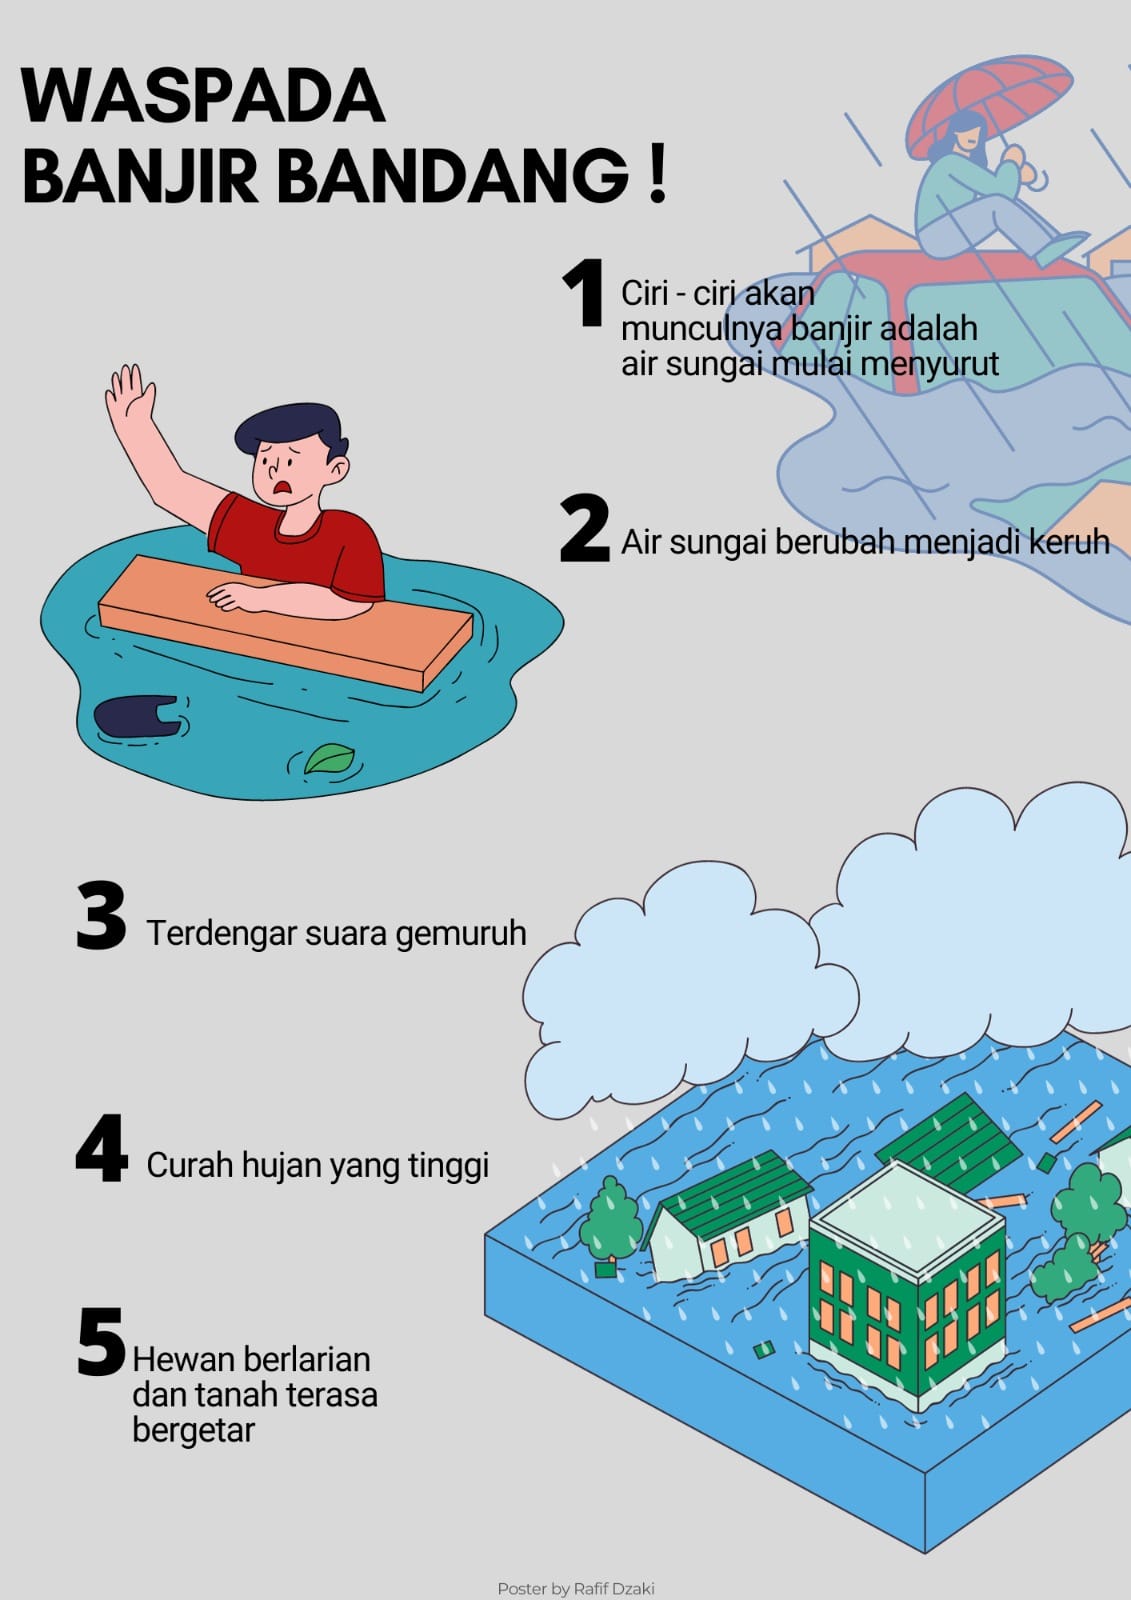 WASPADA
BANJIR BANDANG !
1
Ciri - ciri akan
munculnya banjir adalah
air sungai mulai menyurut
2
Air sungai berubah menjadi keruh
3
Terdengar suara gemuruh
4
Curah hujan yang tinggi
5
Hewan berlarian
dan tanah terasa
bergetar
Poster by Rafif Dzaki